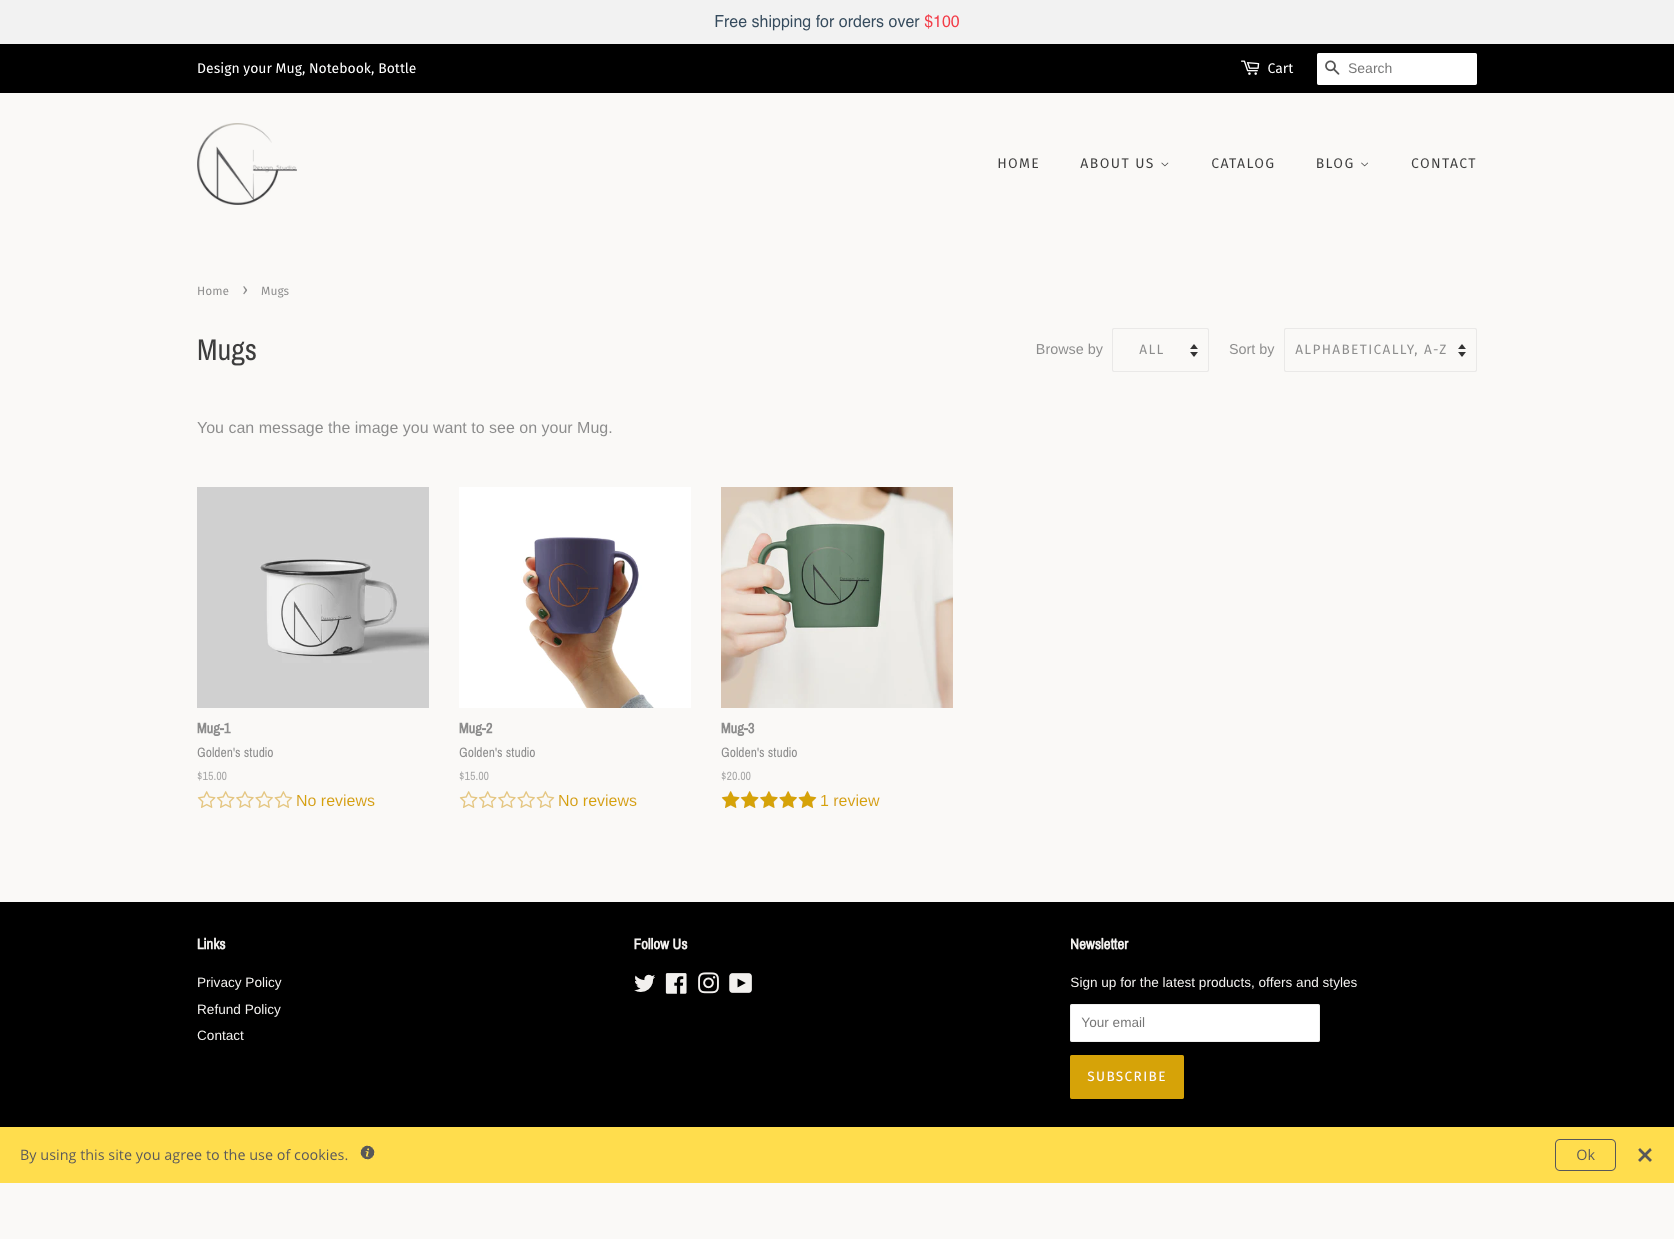 Free shipping for orders over $100
Design your Mug, Notebook, Bottle
Cart
Search
Design Studio
HOME
ABOUT US
CATALOG
BLOG
CONTACT
Home › Mugs
Mugs
Browse by
ALL
Sort by
ALPHABETICALLY, A-Z
You can message the image you want to see on your Mug.
Mug-1
Golden's studio
$15.00
No reviews
Mug-2
Golden's studio
$15.00
No reviews
Mug-3
Golden's studio
$20.00
1 review
Links
Privacy Policy
Refund Policy
Contact
Follow Us
Newsletter
Sign up for the latest products, offers and styles
Your email
SUBSCRIBE
By using this site you agree to the use of cookies.
Ok